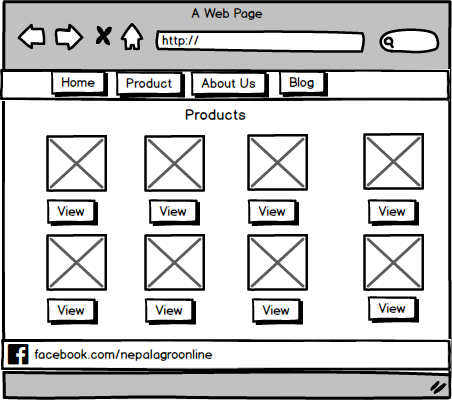 A Web Page
http://
Home Product About Us Blog
Products
View View View View
View View View View
facebook.com/nepalagroonline